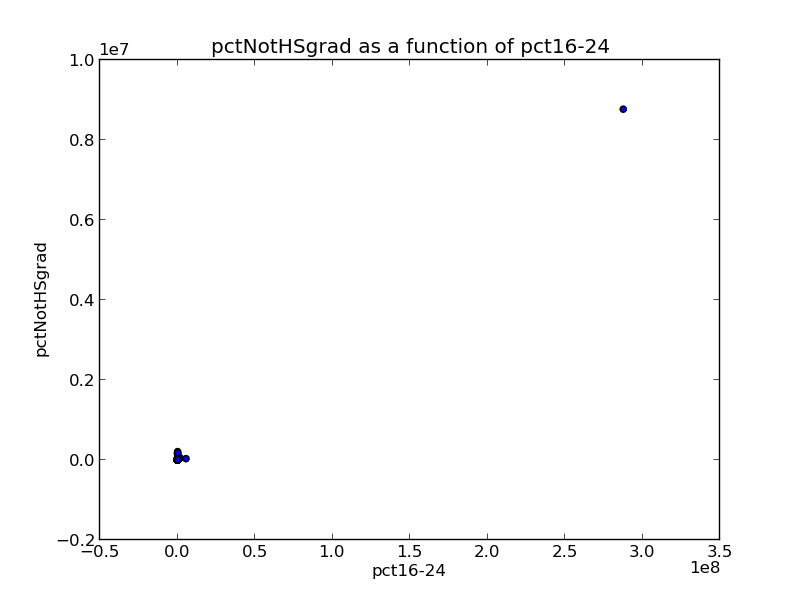 pctNotHSgrad as a function of pct16-24
1e7
1.0
0.8
0.6
0.4
0.2
0.0
−0.2
pctNotHSgrad
−0.5 0.0 0.5 1.0 1.5 2.0 2.5 3.0 3.5
1e8
pct16-24